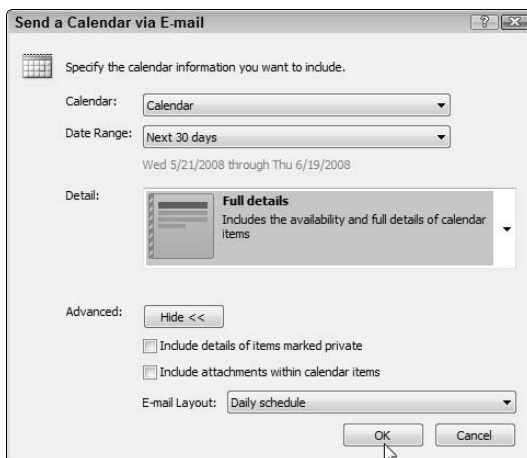 Send a Calendar via E-mail
Specify the calendar information you want to include.
Calendar: Calendar
Date Range: Next 30 days
Wed 5/21/2008 through Thu 6/19/2008
Detail: Full details
Includes the availability and full details of calendar
items
Advanced: Hide <<
Include details of items marked private
Include attachments within calendar items
E-mail Layout: Daily schedule
OK Cancel